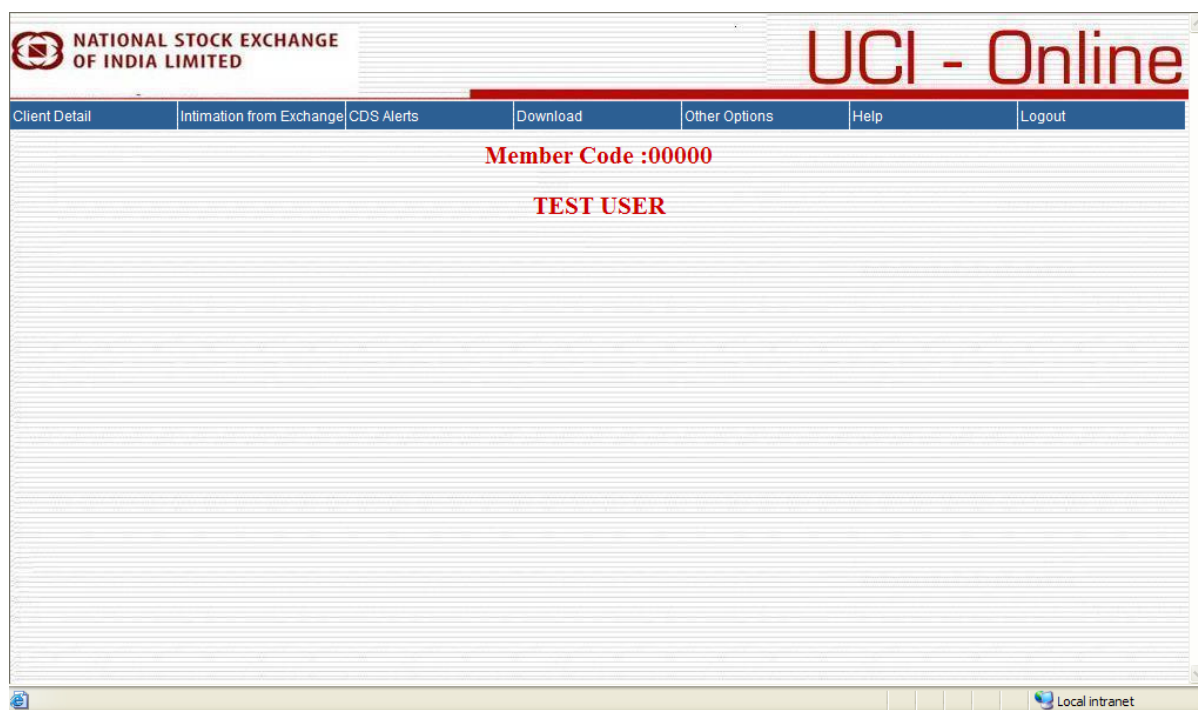 NATIONAL STOCK EXCHANGE
OF INDIA LIMITED
UCI - Online
Client Detail Intimation from Exchange CDS Alerts Download Other Options Help Logout
Member Code :00000
TEST USER
Local intranet